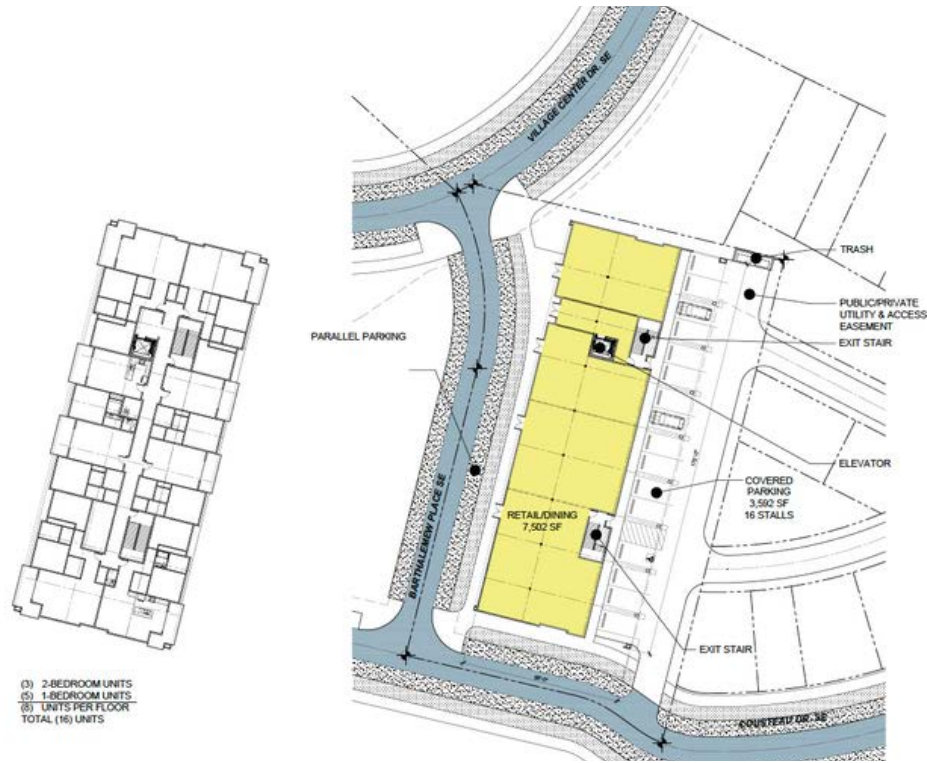 VILLAGE CENTER DR. SE
TRASH
PUBLIC/PRIVATE
UTILITY & ACCESS
EASEMENT
EXIT STAIR
PARALLEL PARKING
ELEVATOR
COVERED
PARKING
3,592 SF
16 STALLS
RETAIL/DINING
7,502 SF
BARTHALEMEW PLACE SE
EXIT STAIR
COUSTEAU DR. SE
(3) 2-BEDROOM UNITS
(5) 1-BEDROOM UNITS
(8) UNITS PER FLOOR
TOTAL (16) UNITS